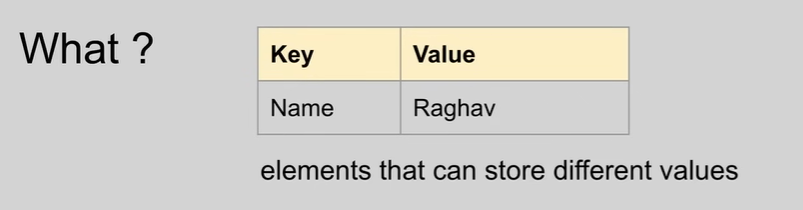 What ?
Key Value
Name Raghav
elements that can store different values